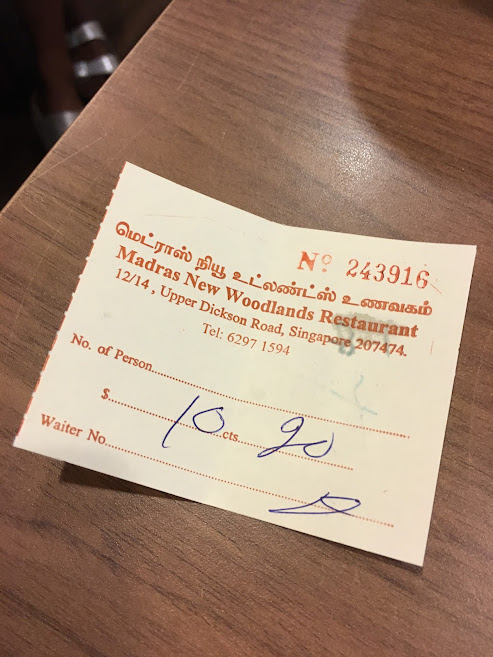 Nº 243916
மெட்ராஸ் நியூ உட்லண்ட்ஸ் உணவகம்
Madras New Woodlands Restaurant
12/14 , Upper Dickson Road, Singapore 207474.
Tel: 6297 1594
No. of Person
$ 10 cts 20
Waiter No